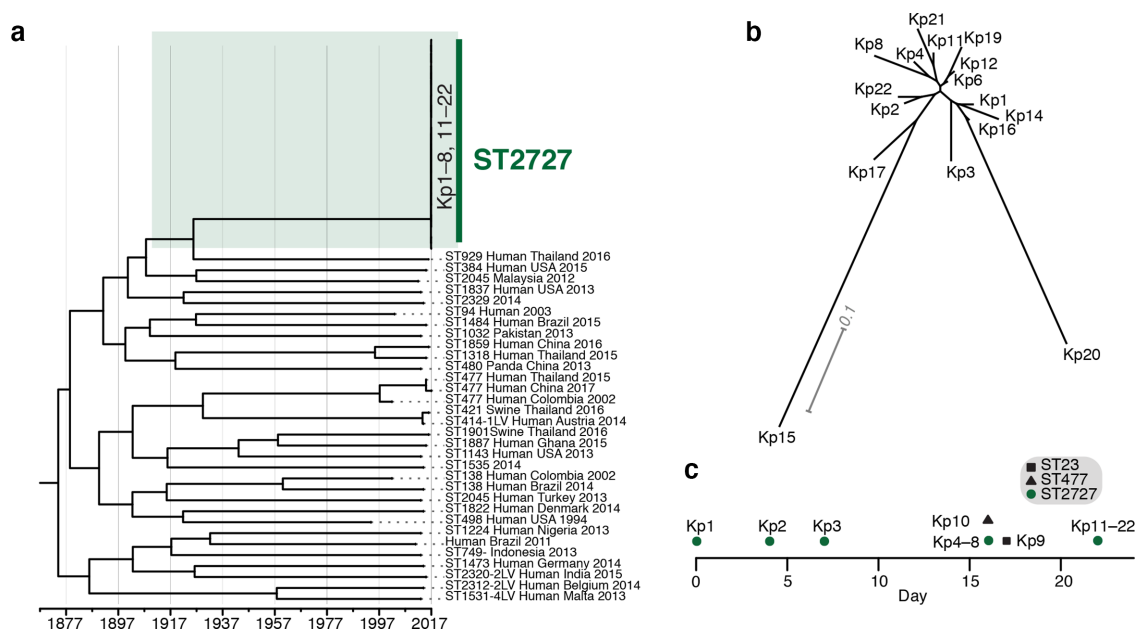 a
Kp1–8, 11–22
ST2727
ST929 Human Thailand 2016
ST384 Human USA 2015
ST2045 Malaysia 2012
ST1837 Human USA 2013
ST2329 2014
ST94 Human 2003
ST1484 Human Brazil 2015
ST1032 Pakistan 2013
ST1859 Human China 2016
ST1318 Human Thailand 2015
ST480 Panda China 2013
ST477 Human Thailand 2015
ST477 Human China 2017
ST477 Human Colombia 2002
ST421 Swine Thailand 2016
ST414-1LV Human Austria 2014
ST1901Swine Thailand 2016
ST1887 Human Ghana 2015
ST1143 Human USA 2013
ST1535 2014
ST138 Human Colombia 2002
ST138 Human Brazil 2014
ST2045 Human Turkey 2013
ST1822 Human Denmark 2014
ST498 Human USA 1994
ST1224 Human Nigeria 2013
Human Brazil 2011
ST749- Indonesia 2013
ST1473 Human Germany 2014
ST2320-2LV Human India 2015
ST2312-2LV Human Belgium 2014
ST1531-4LV Human Malta 2013
1877 1897 1917 1937 1957 1977 1997 2017
b
Kp21
Kp8 Kp4 Kp11 Kp19
Kp12
Kp6
Kp22 Kp1
Kp2 Kp14
Kp16
Kp17 Kp3
0.1
Kp20
Kp15
c
ST23
ST477
ST2727
Kp1 Kp2 Kp3 Kp10 Kp11–22
Kp4–8 Kp9
0 5 10 15 20
Day